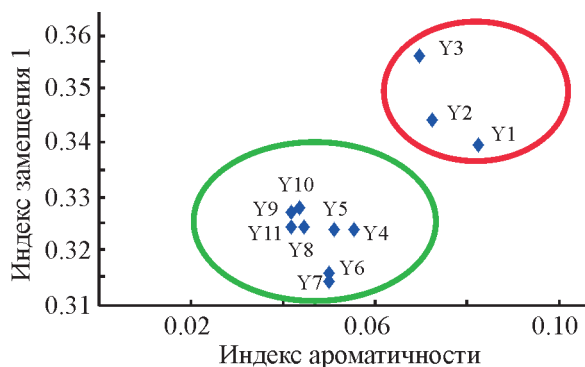 Индекс замещения 1
0.36
0.35
0.34
0.33
0.32
0.31
Y3
Y2 Y1
Y10
Y9 Y5
Y11 Y8 Y4
Y7 Y6
0.02 0.06 0.10
Индекс ароматичности